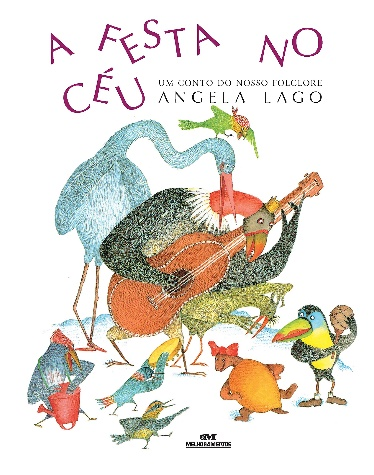 A FESTA NO
CÉU
UM CONTO DO NOSSO FOLCLORE
ANGELA LAGO
MELHORAMENTOS